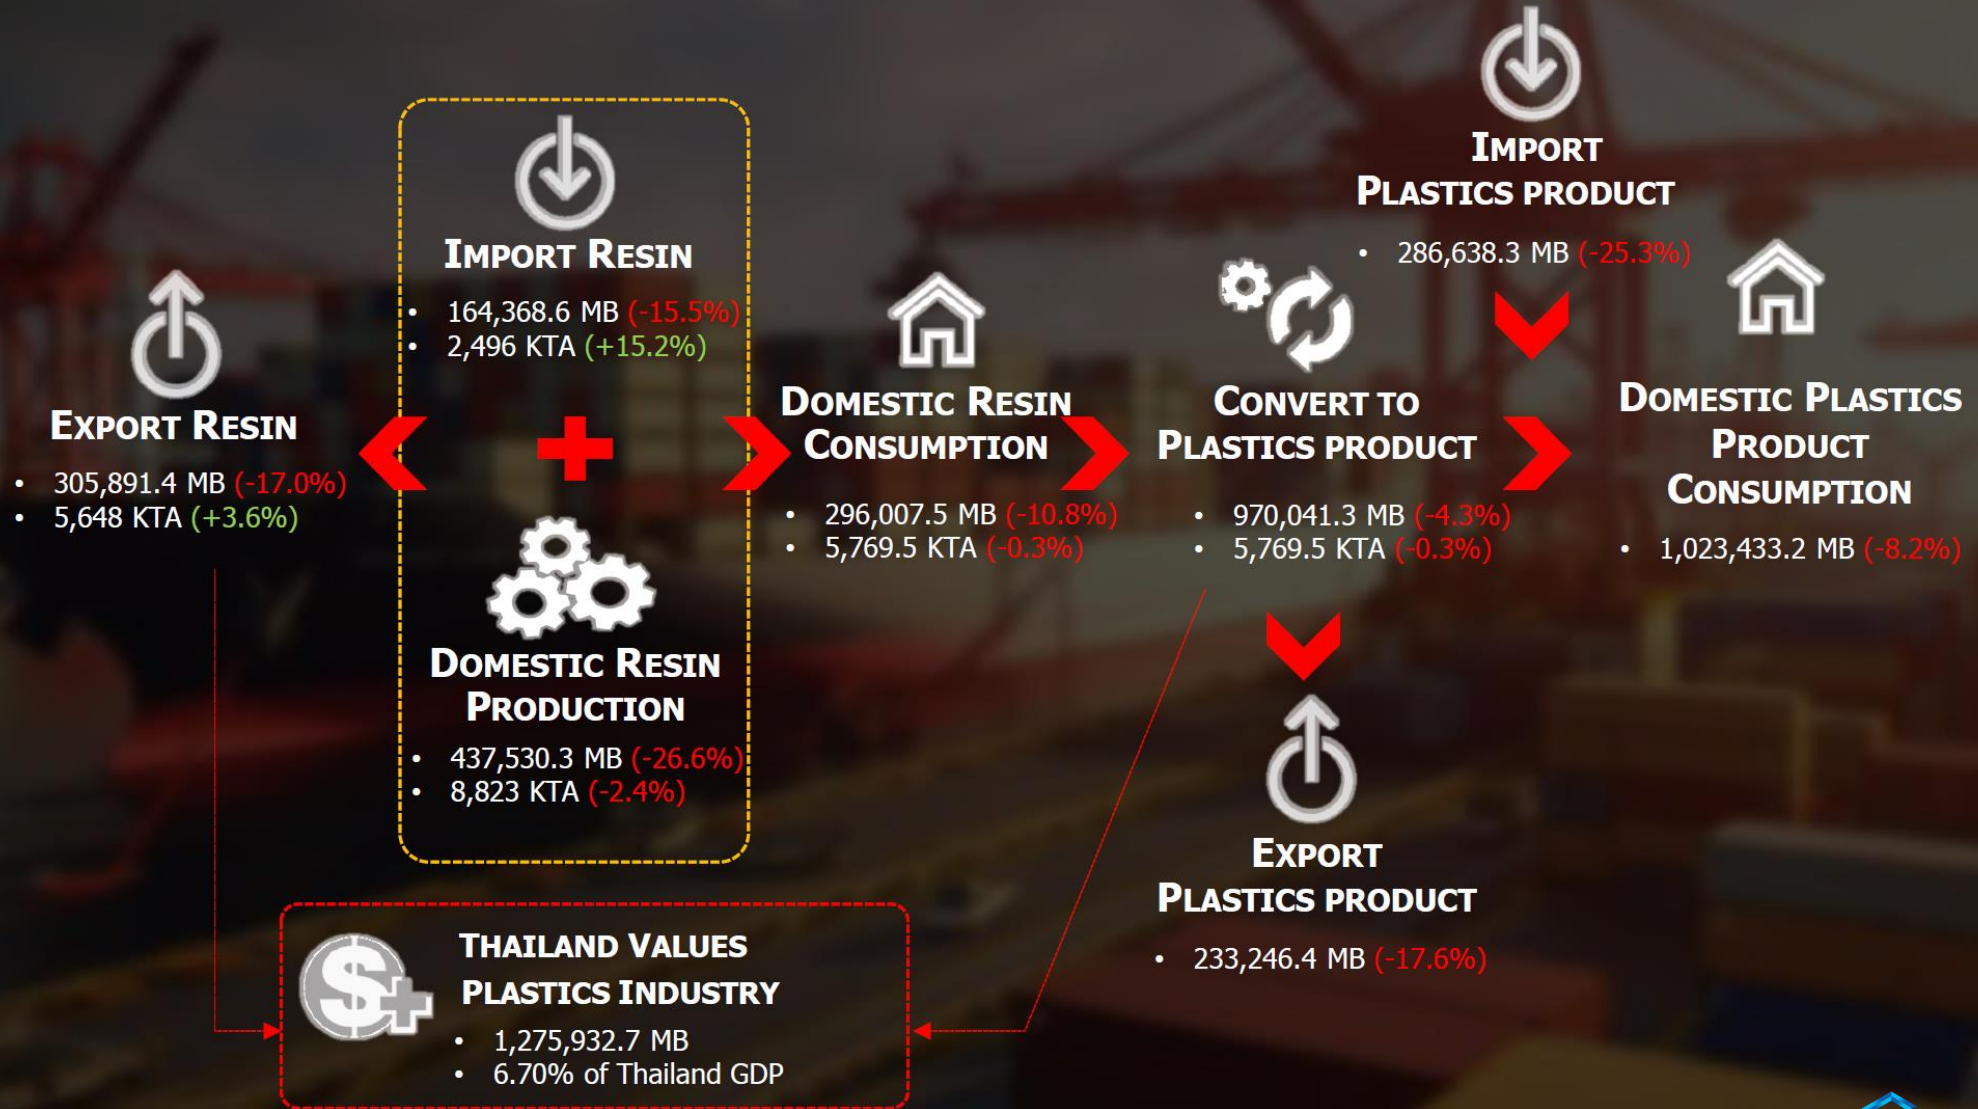 IMPORT
PLASTICS PRODUCT
• 286,638.3 MB (-25.3%)
IMPORT RESIN
• 164,368.6 MB (-15.5%)
• 2,496 KTA (+15.2%)
EXPORT RESIN
• 305,891.4 MB (-17.0%)
• 5,648 KTA (+3.6%)
DOMESTIC RESIN
CONSUMPTION
• 296,007.5 MB (-10.8%)
• 5,769.5 KTA (-0.3%)
CONVERT TO
PLASTICS PRODUCT
• 970,041.3 MB (-4.3%)
• 5,769.5 KTA (-0.3%)
DOMESTIC PLASTICS
PRODUCT
CONSUMPTION
• 1,023,433.2 MB (-8.2%)
DOMESTIC RESIN
PRODUCTION
• 437,530.3 MB (-26.6%)
• 8,823 KTA (-2.4%)
EXPORT
PLASTICS PRODUCT
• 233,246.4 MB (-17.6%)
THAILAND VALUES
PLASTICS INDUSTRY
• 1,275,932.7 MB
• 6.70% of Thailand GDP